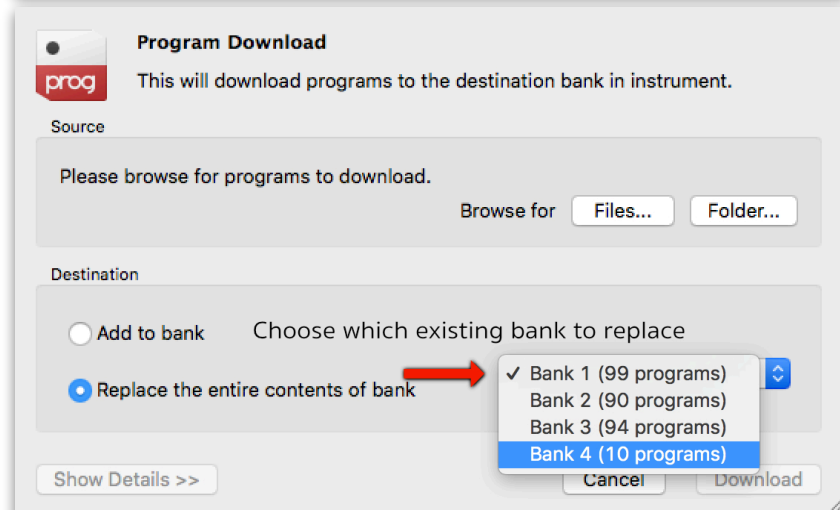 Program Download
prog
This will download programs to the destination bank in instrument.
Source
Please browse for programs to download.
Browse for Files... Folder...
Destination
Add to bank
Choose which existing bank to replace
Replace the entire contents of bank
✓ Bank 1 (99 programs)
Bank 2 (90 programs)
Bank 3 (94 programs)
Bank 4 (10 programs)
Show Details >>
Cancel
Download